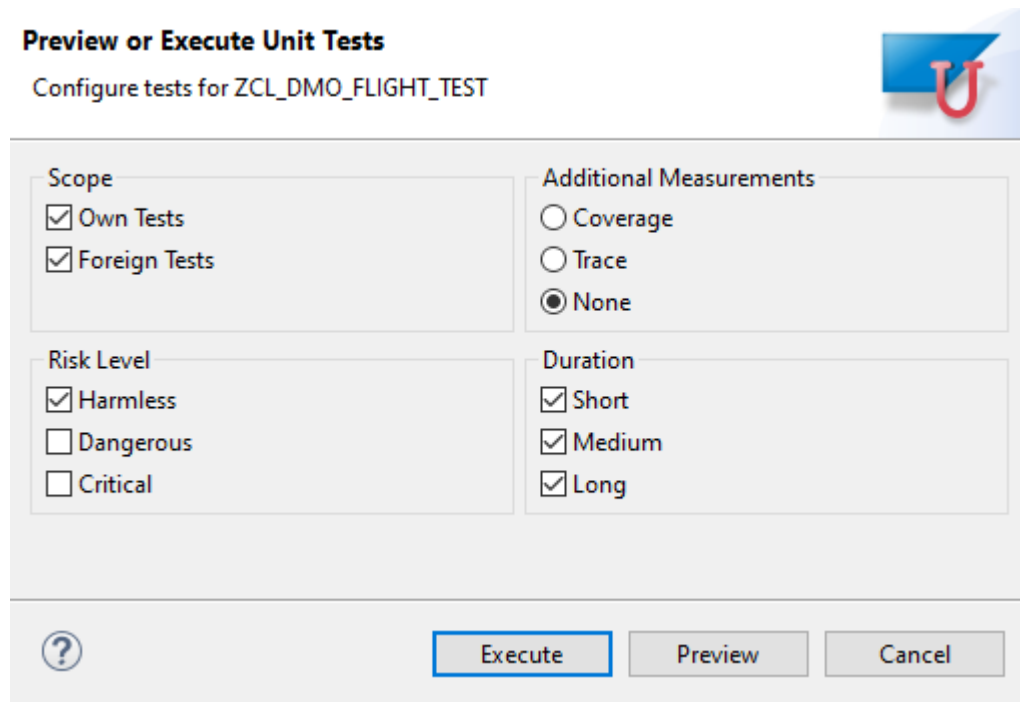 Preview or Execute Unit Tests
Configure tests for ZCL_DMO_FLIGHT_TEST
U
Scope
Own Tests
Foreign Tests
Additional Measurements
Coverage
Trace
None
Risk Level
Harmless
Dangerous
Critical
Duration
Short
Medium
Long
?
Execute Preview Cancel